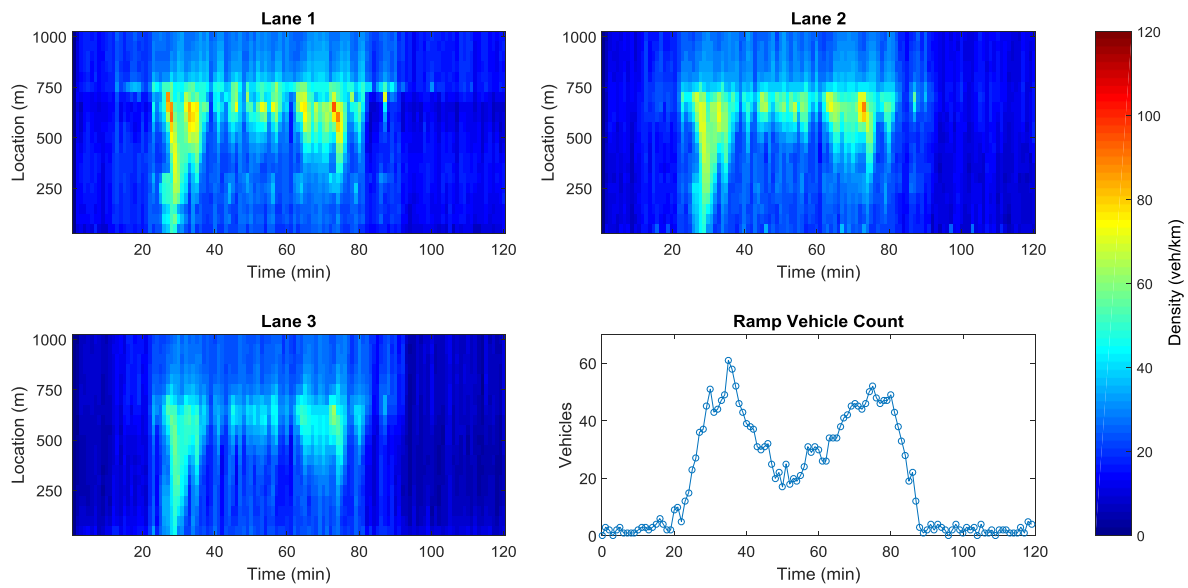 Lane 1
1000
750
500
250
Location (m)
20 40 60 80 100 120
Time (min)
Lane 2
1000
750
500
250
Location (m)
20 40 60 80 100 120
Time (min)
Lane 3
1000
750
500
250
Location (m)
20 40 60 80 100 120
Time (min)
Ramp Vehicle Count
60
40
20
0
Vehicles
0 20 40 60 80 100 120
Time (min)
120
100
80
60
40
20
0
Density (veh/km)